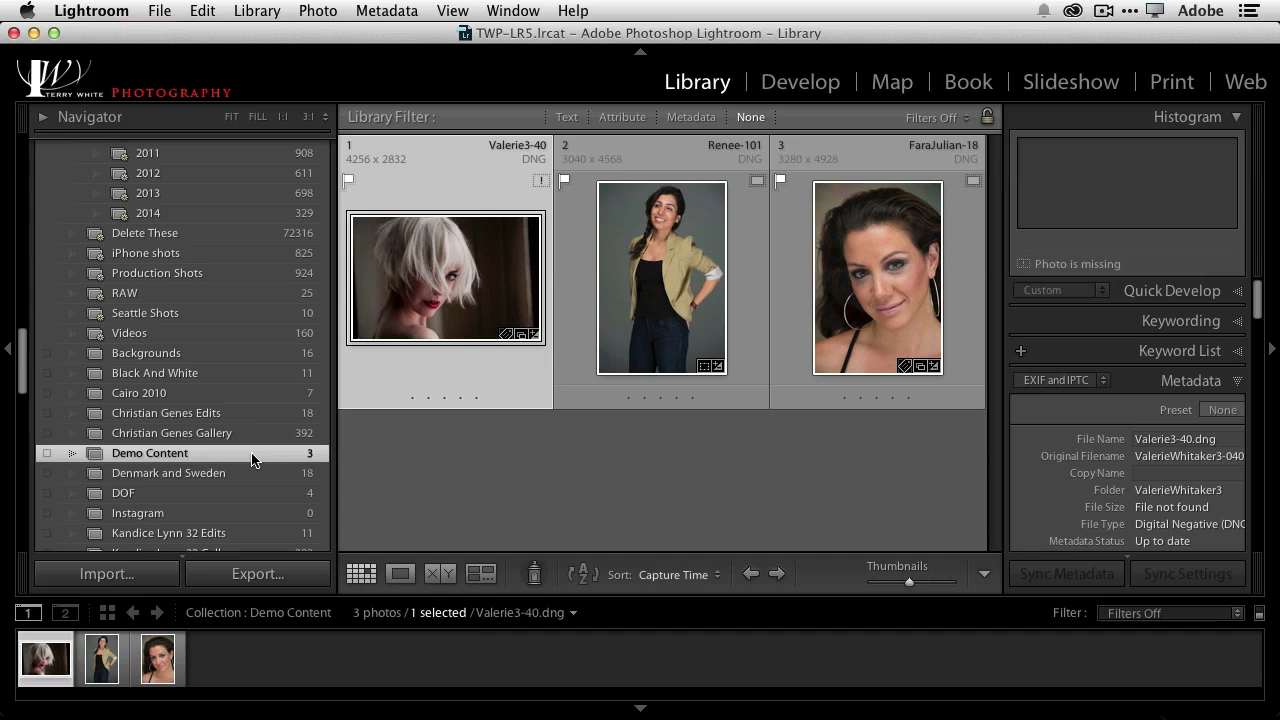 Lightroom File Edit Library Photo Metadata View Window Help Adobe
TWP-LR5.lrcat - Adobe Photoshop Lightroom - Library
TERRY WHITE PHOTOGRAPHY
Library | Develop | Map | Book | Slideshow | Print | Web
Navigator FIT FILL 1:1 3:1
2011 908
2012 611
2013 698
2014 329
Delete These 72316
iPhone shots 825
Production Shots 924
RAW 25
Seattle Shots 10
Videos 160
Backgrounds 16
Black And White 11
Cairo 2010 7
Christian Genes Edits 18
Christian Genes Gallery 392
Demo Content 3
Denmark and Sweden 18
DOF 4
Instagram 0
Kandice Lynn 32 Edits 11
Import... Export...
Library Filter : Text Attribute Metadata None Filters Off
1 Valerie3-40
4256 x 2832 DNG
2 Renee-101
3040 x 4568 DNG
3 FaraJulian-18
3280 x 4928 DNG
XY Sort: Capture Time Thumbnails
Histogram
Photo is missing
Custom Quick Develop
Keywording
Keyword List
EXIF and IPTC Metadata
Preset None
File Name Valerie3-40.dng
Original Filename ValerieWhitaker3-040
Copy Name
Folder ValerieWhitaker3
File Size File not found
File Type Digital Negative (DNG
Metadata Status Up to date
Sync Metadata Sync Settings
1 2 Collection : Demo Content 3 photos / 1 selected / Valerie3-40.dng Filter : Filters Off